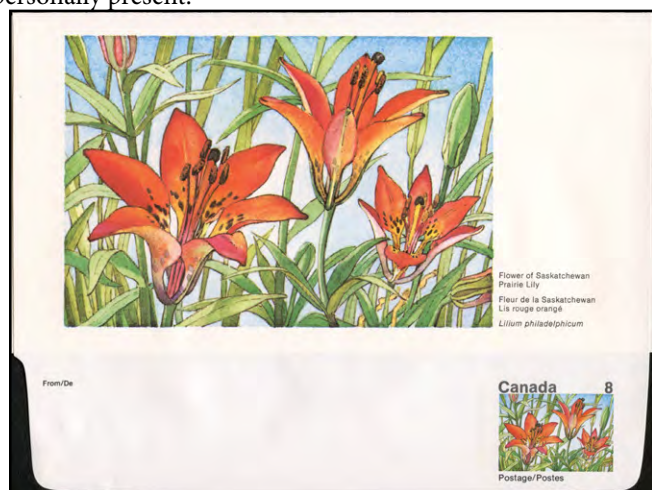 personally present.
Flower of Saskatchewan
Prairie Lily
Fleur de la Saskatchewan
Lis rouge orangé
Lilium philadelphicum
From/De
Canada 8
Postage/Postes